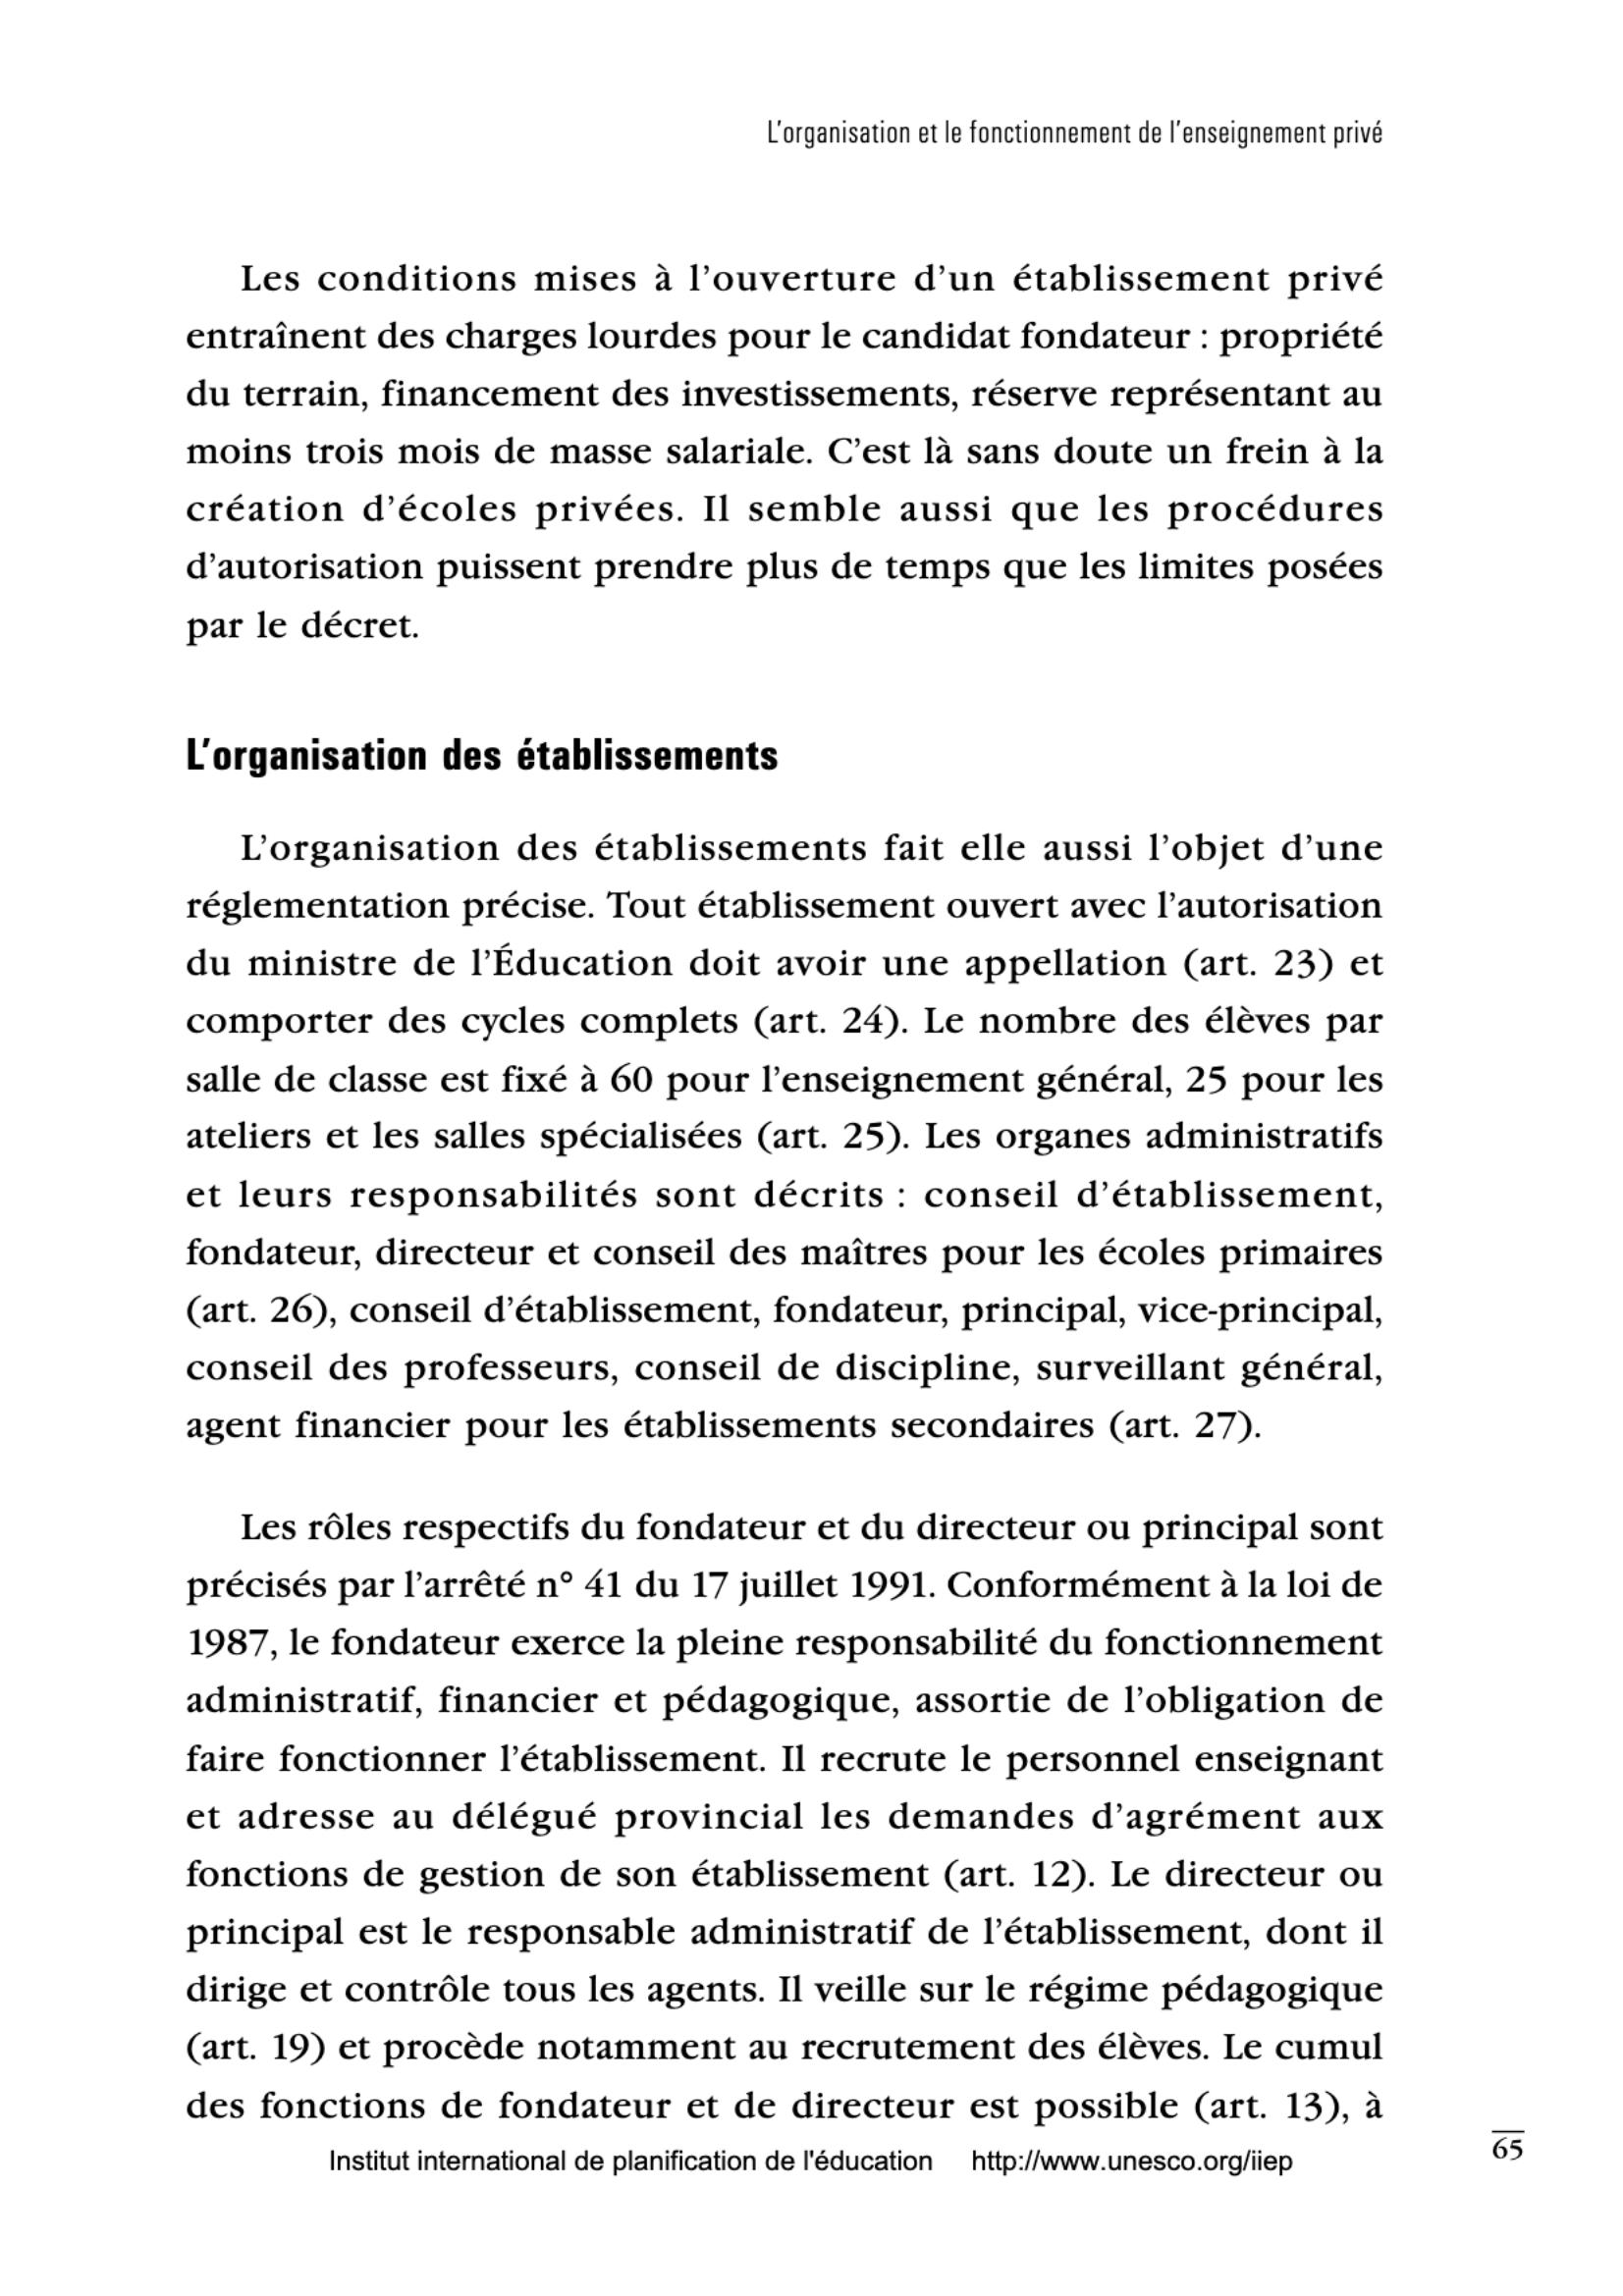 L'organisation et le fonctionnement de l'enseignement privé
Les conditions mises à l'ouverture d'un établissement privé
entraînent des charges lourdes pour le candidat fondateur : propriété
du terrain, financement des investissements, réserve représentant au
moins trois mois de masse salariale. C'est là sans doute un frein à la
création d'écoles privées. Il semble aussi que les procédures
d'autorisation puissent prendre plus de temps que les limites posées
par le décret.
L'organisation des établissements
L'organisation des établissements fait elle aussi l'objet d'une
réglementation précise. Tout établissement ouvert avec l'autorisation
du ministre de l'Éducation doit avoir une appellation (art. 23) et
comporter des cycles complets (art. 24). Le nombre des élèves par
salle de classe est fixé à 60 pour l'enseignement général, 25 pour les
ateliers et les salles spécialisées (art. 25). Les organes administratifs
et leurs responsabilités sont décrits : conseil d'établissement,
fondateur, directeur et conseil des maîtres pour les écoles primaires
(art. 26), conseil d'établissement, fondateur, principal, vice-principal,
conseil des professeurs, conseil de discipline, surveillant général,
agent financier pour les établissements secondaires (art. 27).
Les rôles respectifs du fondateur et du directeur ou principal sont
précisés par l'arrêté n° 41 du 17 juillet 1991. Conformément à la loi de
1987, le fondateur exerce la pleine responsabilité du fonctionnement
administratif, financier et pédagogique, assortie de l'obligation de
faire fonctionner l'établissement. Il recrute le personnel enseignant
et adresse au délégué provincial les demandes d'agrément aux
fonctions de gestion de son établissement (art. 12). Le directeur ou
principal est le responsable administratif de l'établissement, dont il
dirige et contrôle tous les agents. Il veille sur le régime pédagogique
(art. 19) et procède notamment au recrutement des élèves. Le cumul
des fonctions de fondateur et de directeur est possible (art. 13), à
65
Institut international de planification de l'éducation http://www.unesco.org/iiep